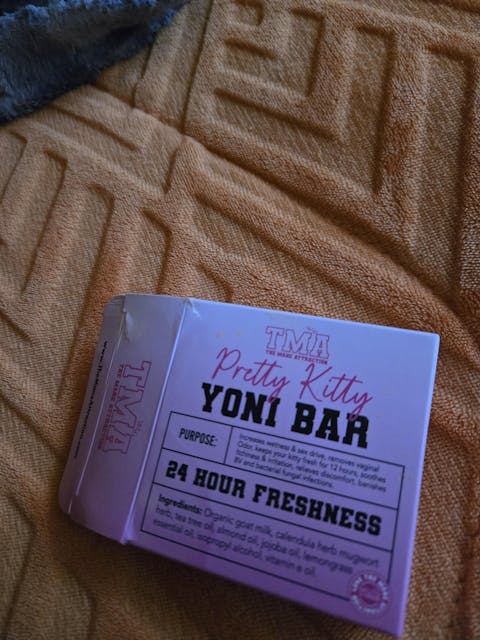 TMA
THE MANE ATTRACTION
Pretty Kitty
YONI BAR
PURPOSE:
Increases wetness & sex drive, removes vaginal
Odor, keeps your kitty fresh for 12 hours, soothes
itchiness & irritation, relieves discomfort, banishes
BV and bacterial fungal infections.
24 HOUR FRESHNESS
Ingredients: Organic goat milk, calendula herb mugwort
herb, tea tree oil, almond oil, jojoba oil, lemongrass
essential oil, isopropyl alcohol, vitamin e oil.
TMA
THE MANE ATTRACTION